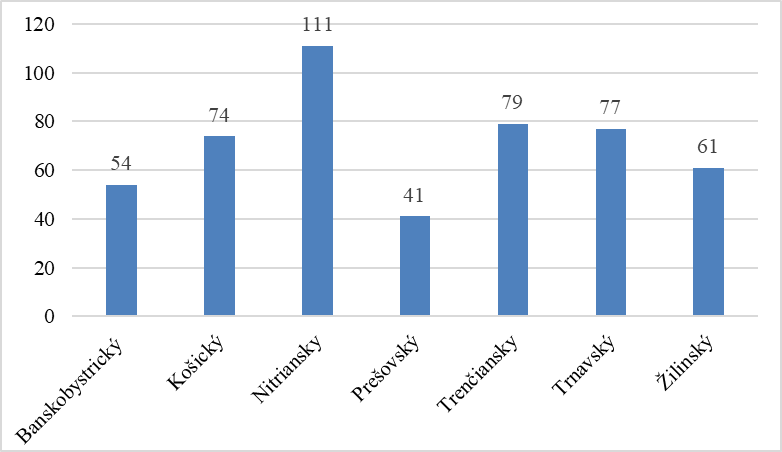 120
100
80
60
40
20
0
54
74
111
41
79
77
61
Banskobystrický
Košický
Nitriansky
Prešovský
Trenčiansky
Trnavský
Žilinský